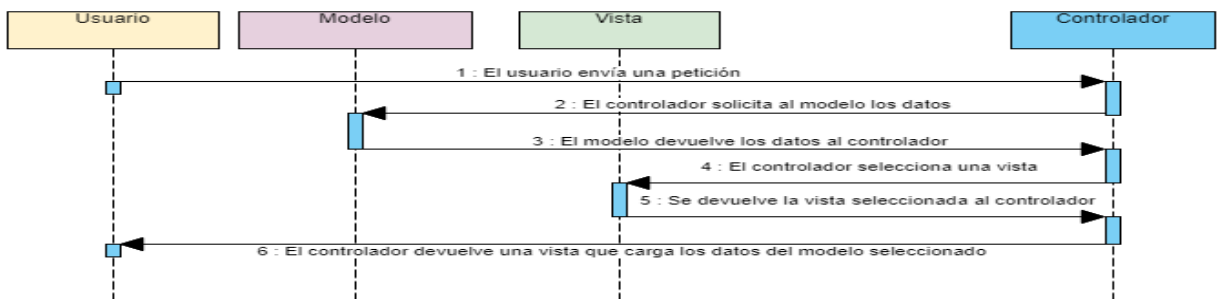 Usuario
Modelo
Vista
Controlador
1 : El usuario envía una petición
2 : El controlador solicita al modelo los datos
3 : El modelo devuelve los datos al controlador
4 : El controlador selecciona una vista
5 : Se devuelve la vista seleccionada al controlador
6 : El controlador devuelve una vista que carga los datos del modelo seleccionado